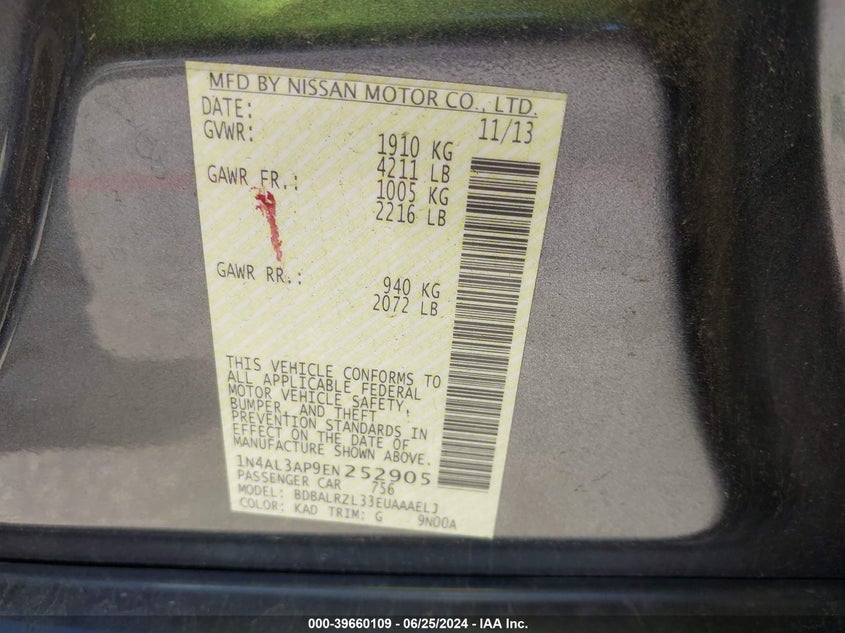 MFD BY NISSAN MOTOR CO., LTD.
DATE: 11/13
GVWR: 1910 KG
4211 LB
GAWR FR.: 1005 KG
2216 LB
GAWR RR.: 940 KG
2072 LB
THIS VEHICLE CONFORMS TO
ALL APPLICABLE FEDERAL
MOTOR VEHICLE SAFETY,
BUMPER, AND THEFT
PREVENTION STANDARDS IN
EFFECT ON THE DATE OF
MANUFACTURE SHOWN ABOVE.
1N4AL3AP9EN252905
PASSENGER CAR 756
MODEL: BDBALRZL33EUAAAELJ
COLOR: KAD TRIM: G 9N00A
000-39660109 - 06/25/2024 - IAA Inc.